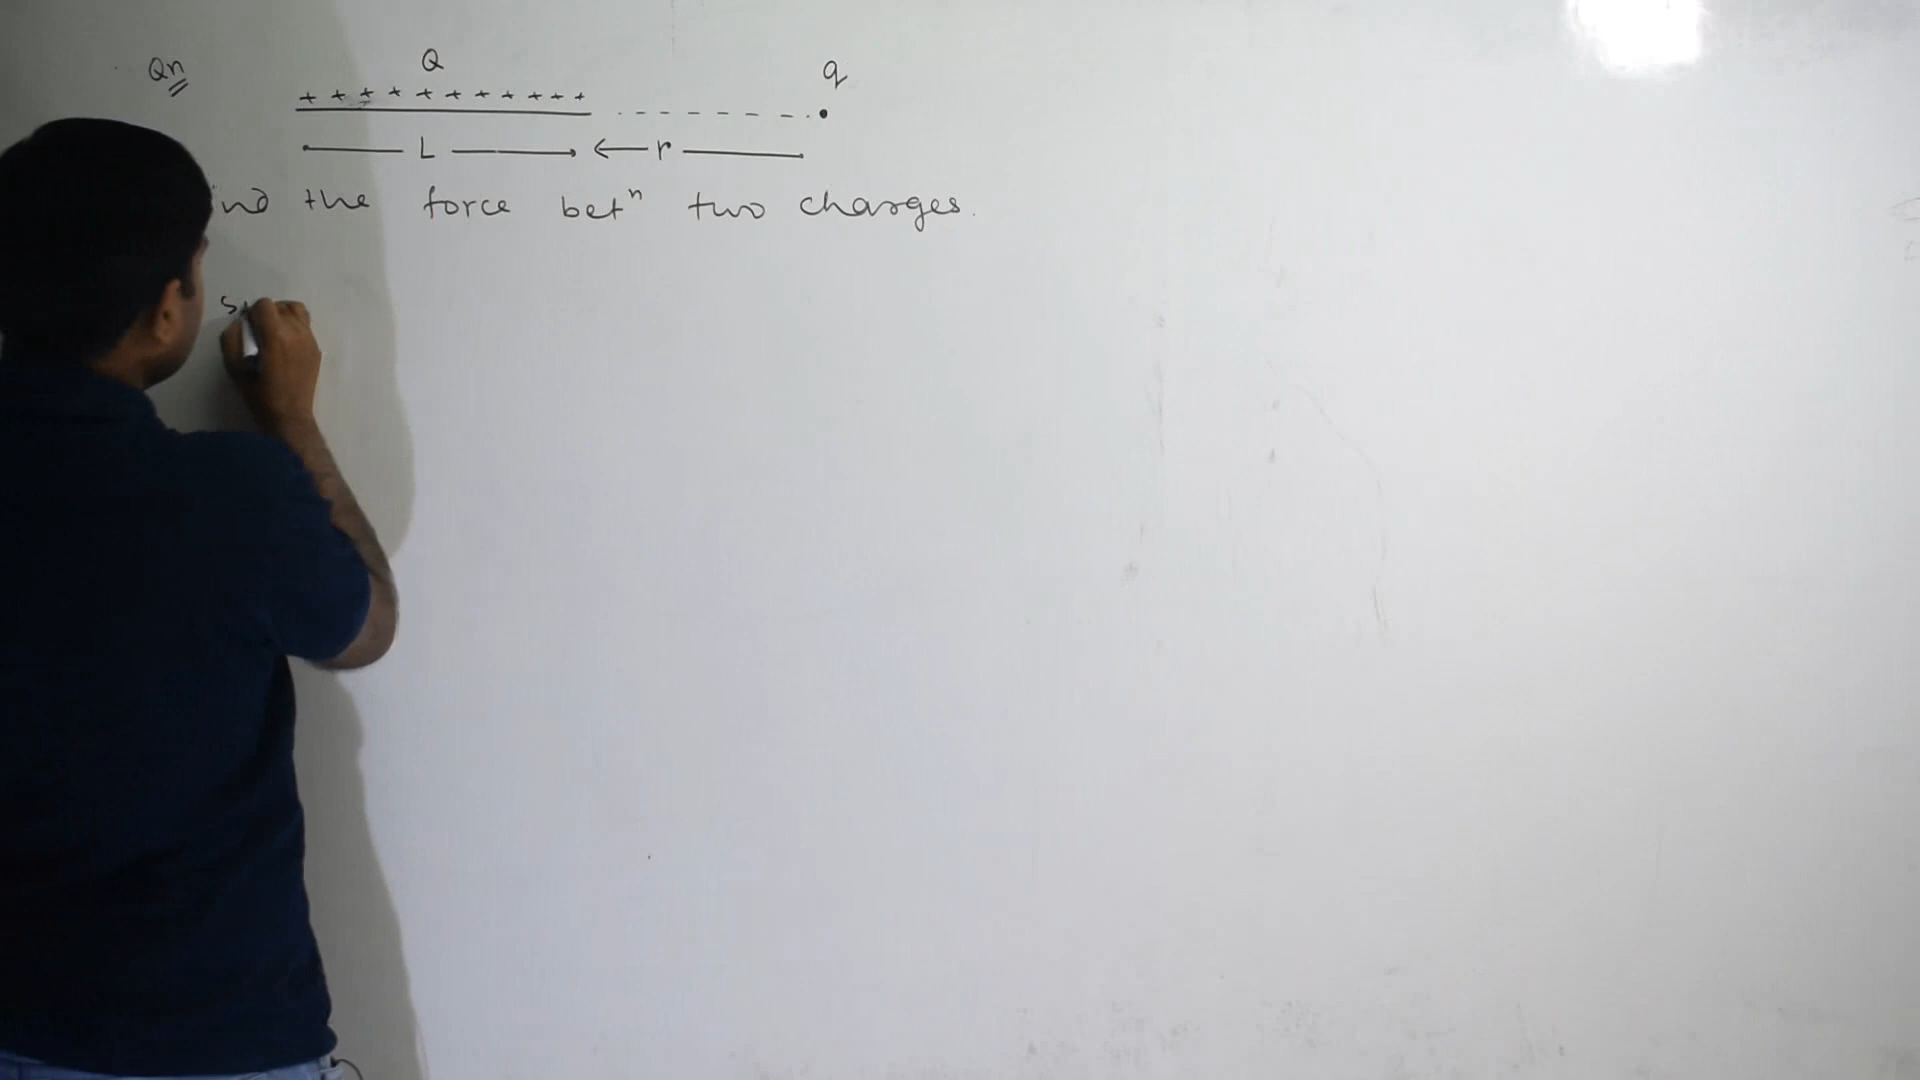 Qn
Q
q
+ + + + + + + + + + +
L
r
the force betⁿ two charges.